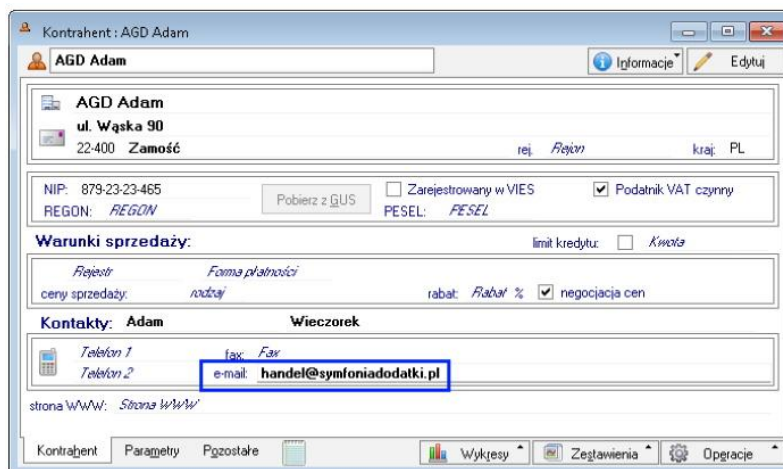 Kontrahent : AGD Adam
AGD Adam
Informacje
Edytuj
AGD Adam
ul. Wąska 90
22-400 Zamość
rej. Rejon
kraj: PL
NIP: 879-23-23-465
Pobierz z GUS
Zarejestrowany w VIES
Podatnik VAT czynny
REGON: REGON
PESEL: PESEL
Warunki sprzedaży:
limit kredytu: Kwota
Rejestr Forma płatności
ceny sprzedaży: rodzaj
rabat: Rabat % negocjacja cen
Kontakty: Adam Wieczorek
Telefon 1 fax: Fax
Telefon 2 e-mail: handel@symfoniadodatki.pl
strona WWW: Strona WWW
Kontrahent Parametry Pozostałe Wykresy Zestawienia Operacje